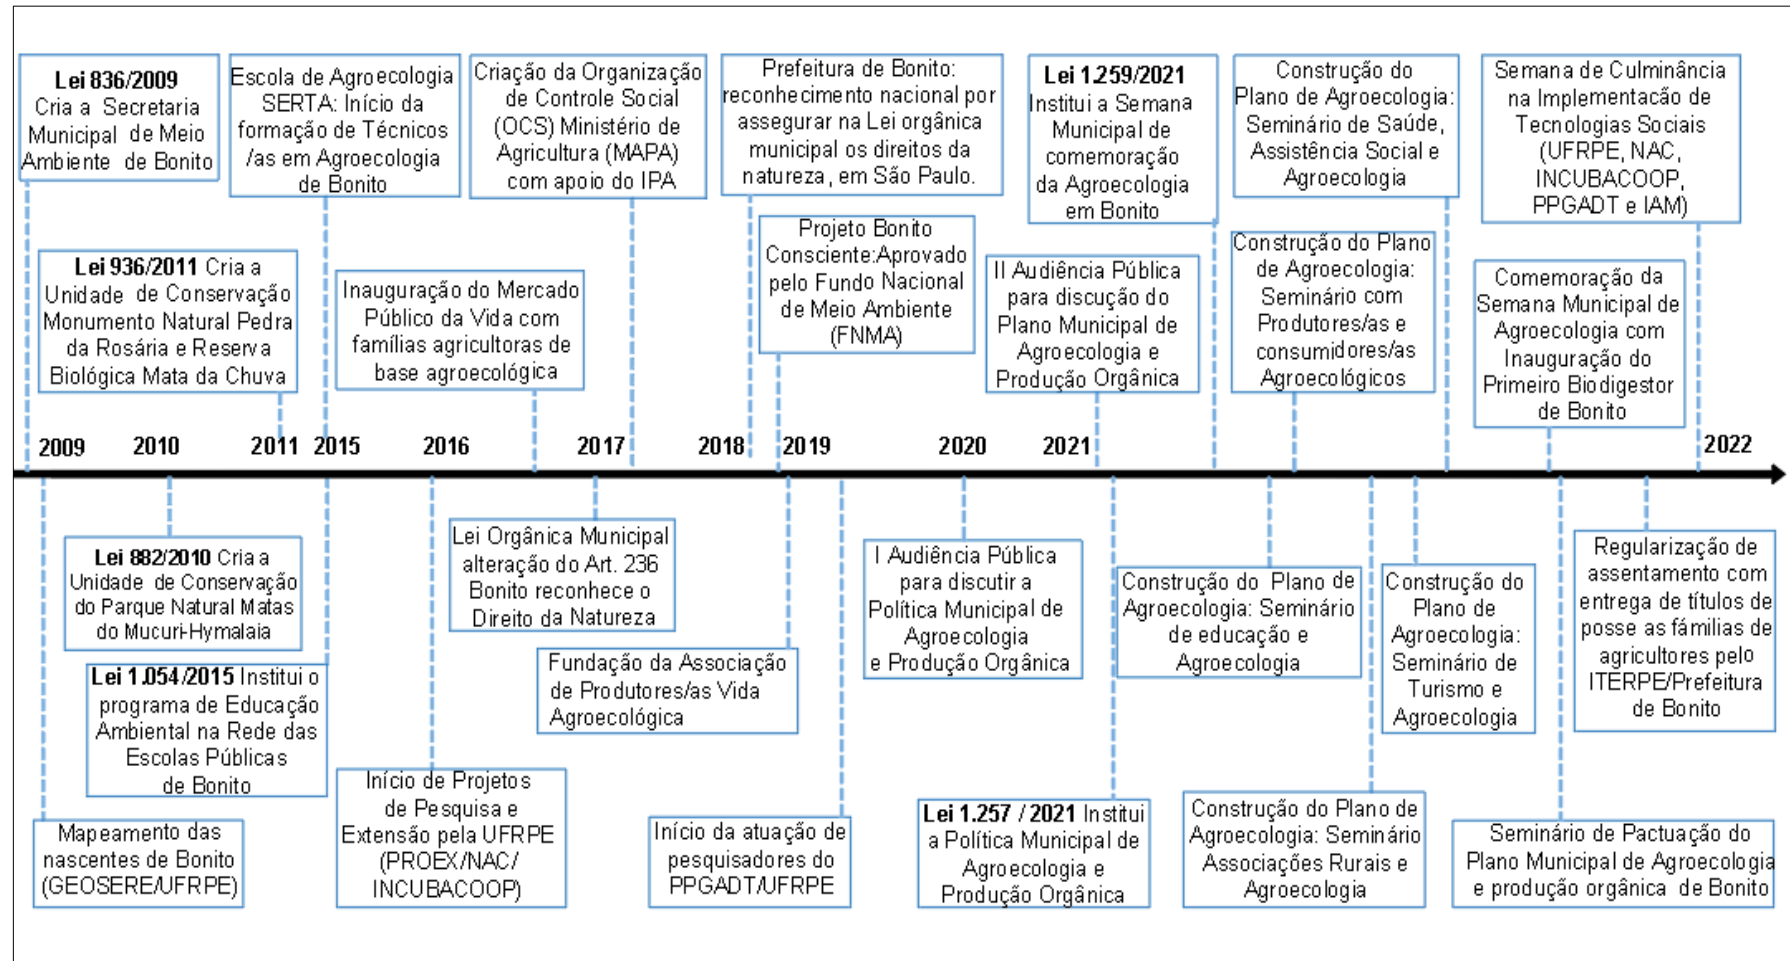 Lei 836/2009
Cria a Secretaria
Municipal de Meio
Ambiente de Bonito
Escola de Agroecologia
SERTA: Início da
formação de Técnicos
/as em Agroecologia
de Bonito
Criação da Organização
de Controle Social
(OCS) Ministério de
Agricultura (MAPA)
com apoio do IPA
Prefeitura de Bonito:
reconhecimento nacional por
assegurar na Lei orgânica
municipal os direitos da
natureza, em São Paulo.
Lei 1.259/2021
Institui a Semana
Municipal de
comemoração
da Agroecologia
em Bonito
Construção do
Plano de Agroecologia:
Seminário de Saúde,
Assistência Social e
Agroecologia
Semana de Culminância
na Implementacão de
Tecnologias Sociais
(UFRPE, NAC,
INCUBACOOP,
PPGADT e IAM)
Lei 936/2011 Cria a
Unidade de Conservação
Monumento Natural Pedra
da Rosária e Reserva
Biológica Mata da Chuva
Inauguração do Mercado
Público da Vida com
famílias agricultoras de
base agroecológica
Projeto Bonito
Consciente:Aprovado
pelo Fundo Nacional
de Meio Ambiente
(FNMA)
II Audiência Pública
para discução do
Plano Municipal de
Agroecologia e
Produção Orgânica
Construção do Plano
de Agroecologia:
Seminário com
Produtores/as e
consumidores/as
Agroecológicos
Comemoração da
Semana Municipal de
Agroecologia com
Inauguração do
Primeiro Biodigestor
de Bonito
2009 2010 2011 2015 2016 2017 2018 2019 2020 2021 2022
Lei 882/2010 Cria a
Unidade de Conservação
do Parque Natural Matas
do Mucuri-Hymalaia
Lei Orgânica Municipal
alteração do Art. 236
Bonito reconhece o
Direito da Natureza
I Audiência Pública
para discutir a
Política Municipal de
Agroecologia
e Produção Orgânica
Construção do Plano de
Agroecologia: Seminário
de educação e
Agroecologia
Construção do
Plano de
Agroecologia:
Seminário de
Turismo e
Agroecologia
Regularização de
assentamento com
entrega de títulos de
posse as fámilias de
agricultores pelo
ITERPE/Prefeitura
de Bonito
Lei 1.054/2015 Institui o
programa de Educação
Ambiental na Rede das
Escolas Públicas
de Bonito
Fundação da Associação
de Produtores/as Vida
Agroecológica
Mapeamento das
nascentes de Bonito
(GEOSERE/UFRPE)
Início de Projetos
de Pesquisa e
Extensão pela UFRPE
(PROEX/NAC/
INCUBACOOP)
Início da atuação de
pesquisadores do
PPGADT/UFRPE
Lei 1.257 / 2021 Institui
a Política Municipal de
Agroecologia e
Produção Orgânica
Construção do Plano de
Agroecologia: Seminário
Associações Rurais e
Agroecologia
Seminário de Pactuação do
Plano Municipal de Agroecologia
e produção orgânica de Bonito